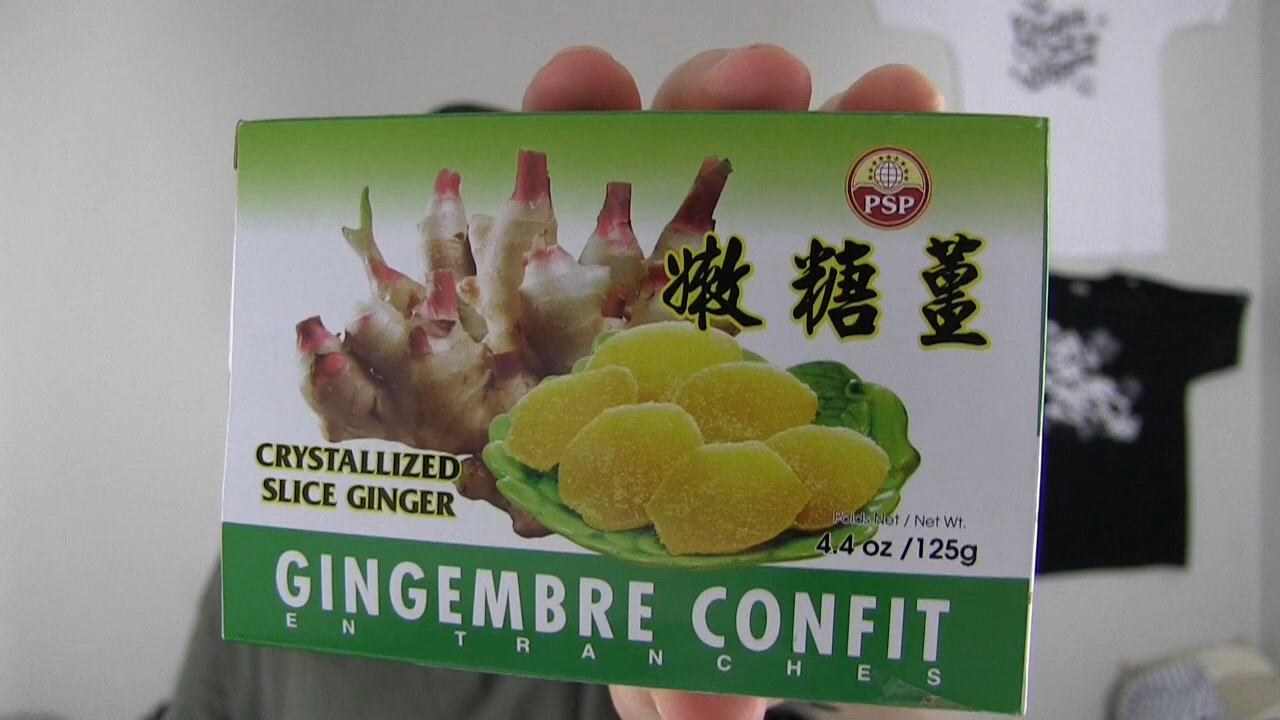 PSP
嫩糖薑
CRYSTALLIZED
SLICE GINGER
Poids Net / Net Wt.
4.4 oz /125g
GINGEMBRE CONFIT
EN TRANCHES